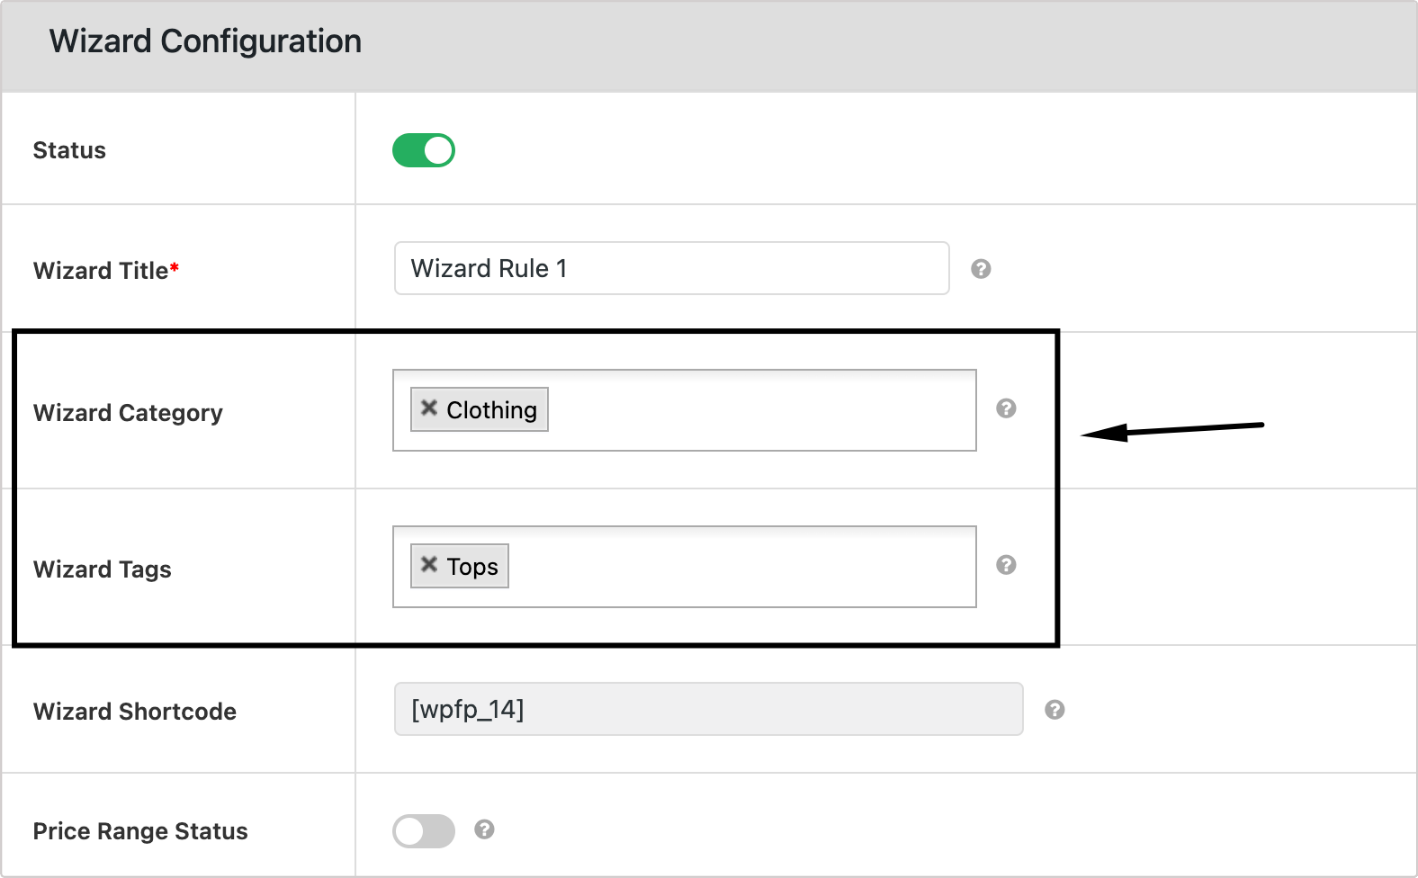 Wizard Configuration
Status
Wizard Title*
Wizard Rule 1
Wizard Category
Clothing
Wizard Tags
Tops
Wizard Shortcode
[wpfp_14]
Price Range Status